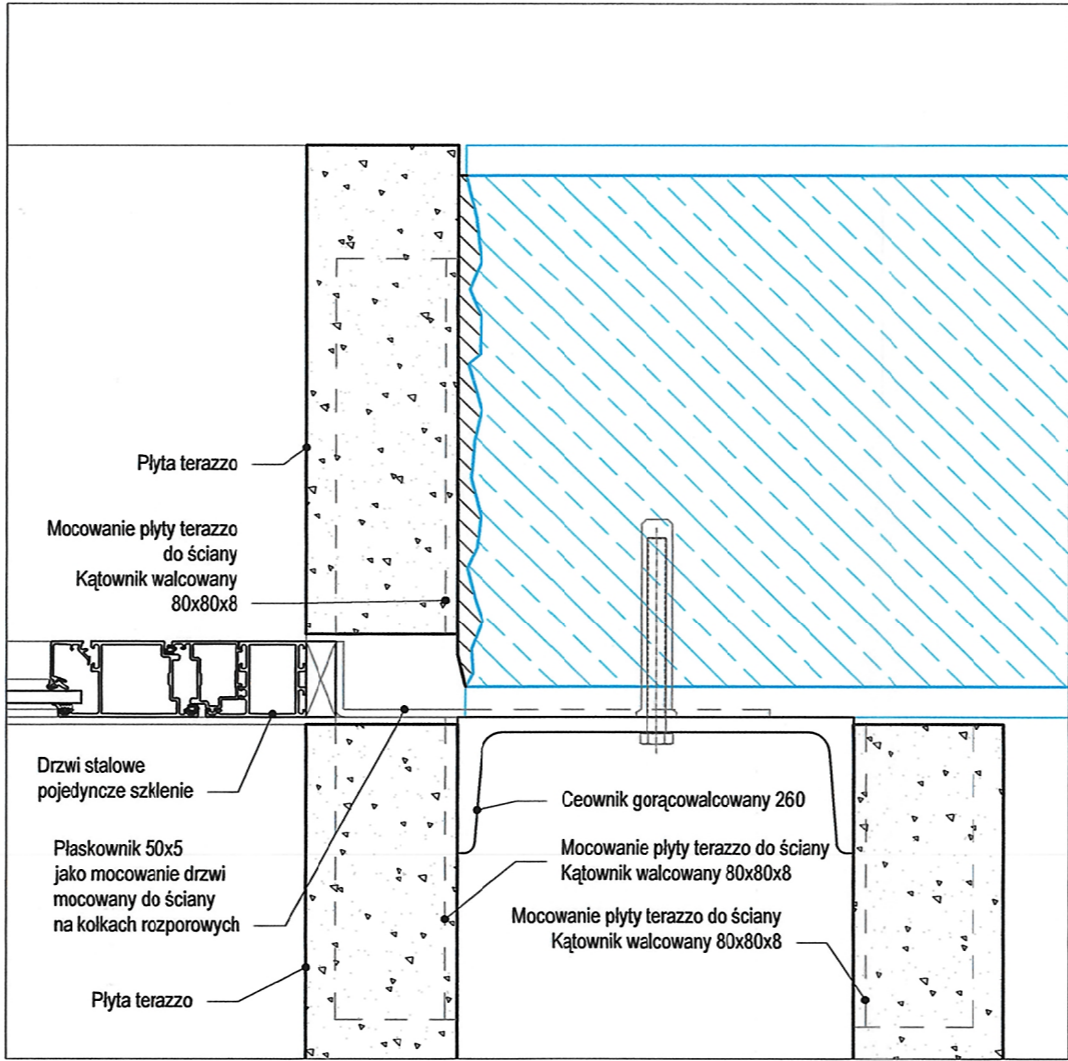 Płyta terazzo
Mocowanie płyty terazzo
do ściany
Kątownik walcowany
80x80x8
Drzwi stalowe
pojedyncze szklenie
Płaskownik 50x5
jako mocowanie drzwi
mocowany do ściany
na kołkach rozporowych
Płyta terazzo
Ceownik gorącowalcowany 260
Mocowanie płyty terazzo do ściany
Kątownik walcowany 80x80x8
Mocowanie płyty terazzo do ściany
Kątownik walcowany 80x80x8